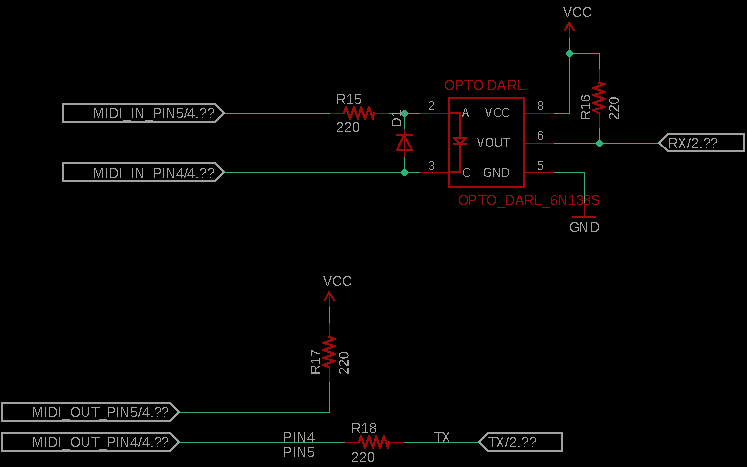 VCC
OPTO DARL
MIDI_IN_PIN5/4.??
R15
220
D1
2
A
VCC
8
R16
220
VOUT
6
RX/2.??
MIDI_IN_PIN4/4.??
3
C
GND
5
OPTO_DARL_6N138S
GND
VCC
R17
220
MIDI_OUT_PIN5/4.??
MIDI_OUT_PIN4/4.??
PIN4
PIN5
R18
220
TX
TX/2.??